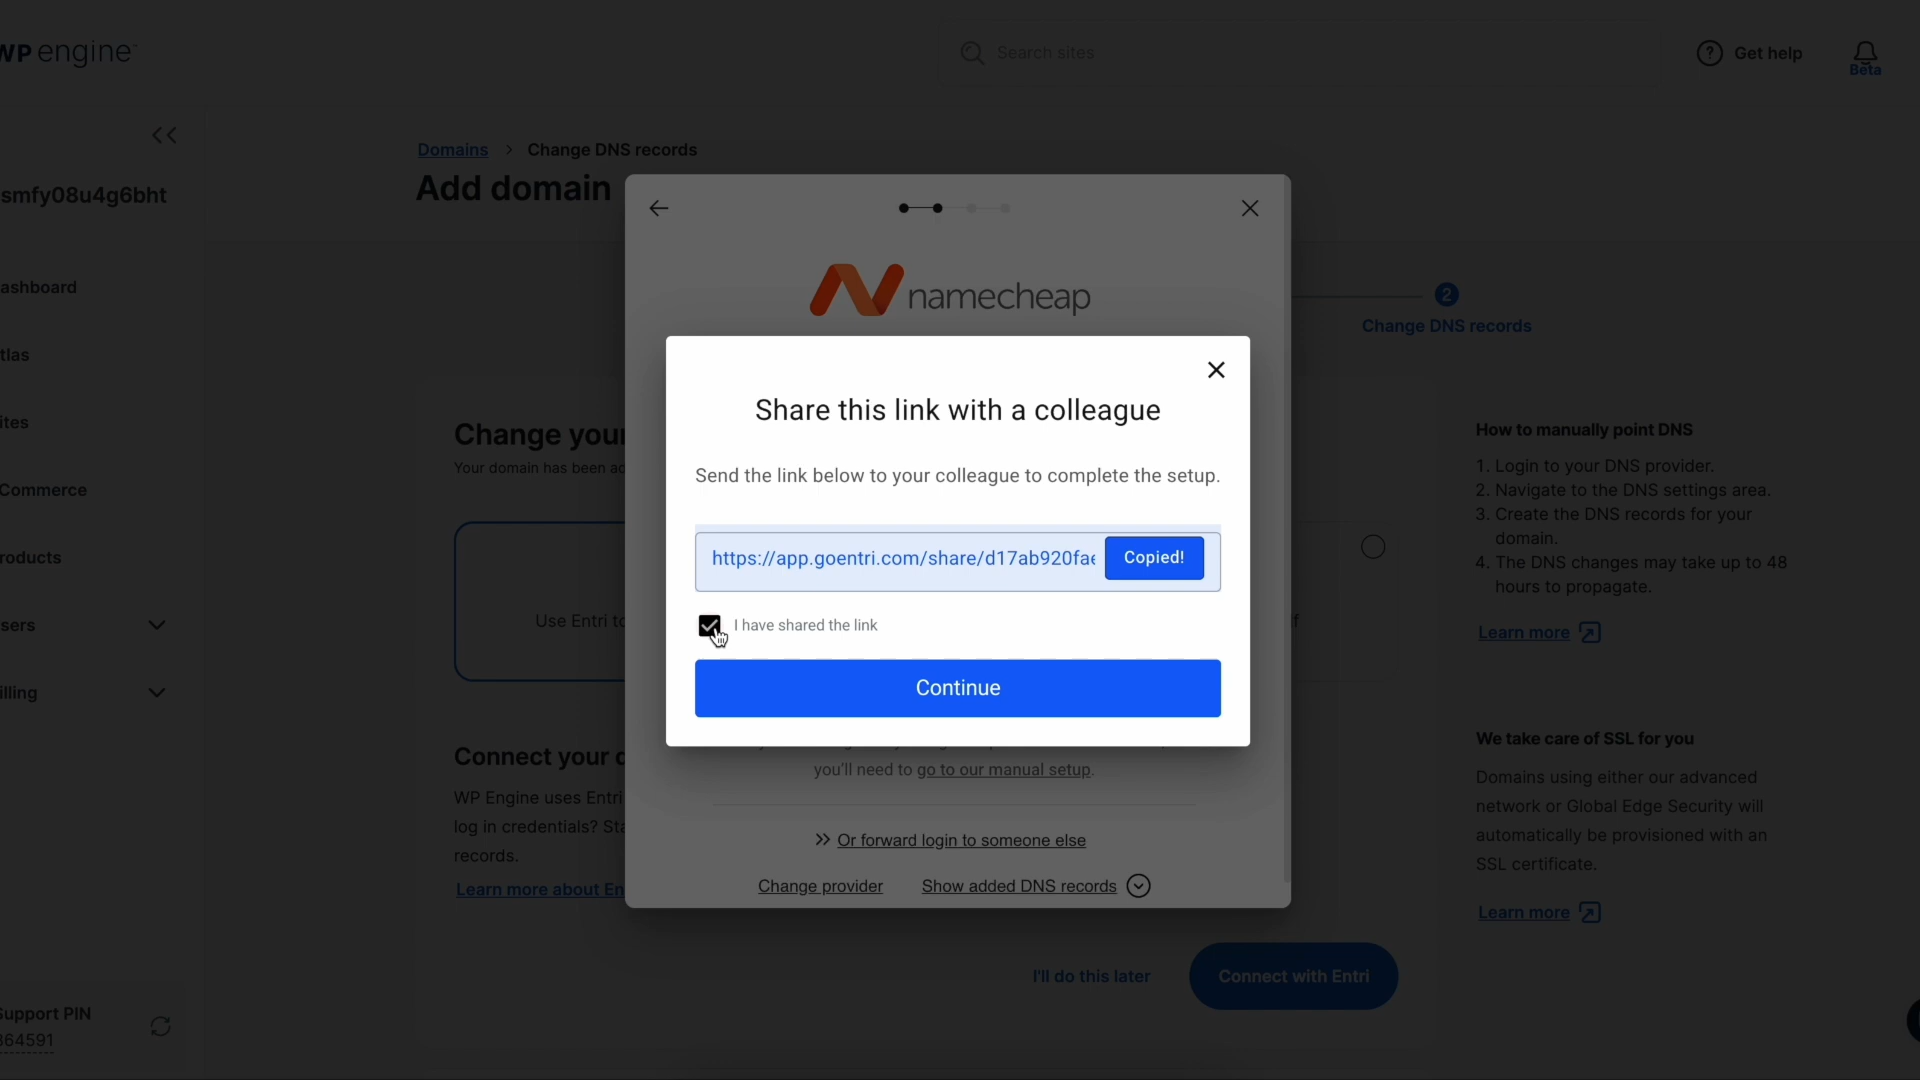 WP engine
Search sites
Get help
Beta
Domains > Change DNS records
smfy08u4g6bht
Add domain
ashboard
namecheap
2
Change DNS records
tlas
Share this link with a colleague
ites
Change your
How to manually point DNS
Your domain has been ad
1. Login to your DNS provider.
Send the link below to your colleague to complete the setup.
Commerce
2. Navigate to the DNS settings area.
3. Create the DNS records for your
domain.
https://app.goentri.com/share/d17ab920fae
Copied!
roducts
4. The DNS changes may take up to 48
hours to propagate.
sers
Use Entri to
I have shared the link
f
Learn more
illing
Continue
We take care of SSL for you
Connect your d
you'll need to go to our manual setup.
Domains using either our advanced
WP Engine uses Entri
network or Global Edge Security will
log in credentials? Sta
automatically be provisioned with an
records.
Or forward login to someone else
SSL certificate.
Learn more about En
Change provider
Show added DNS records
Learn more
I'll do this later
Connect with Entri
Support PIN
364591